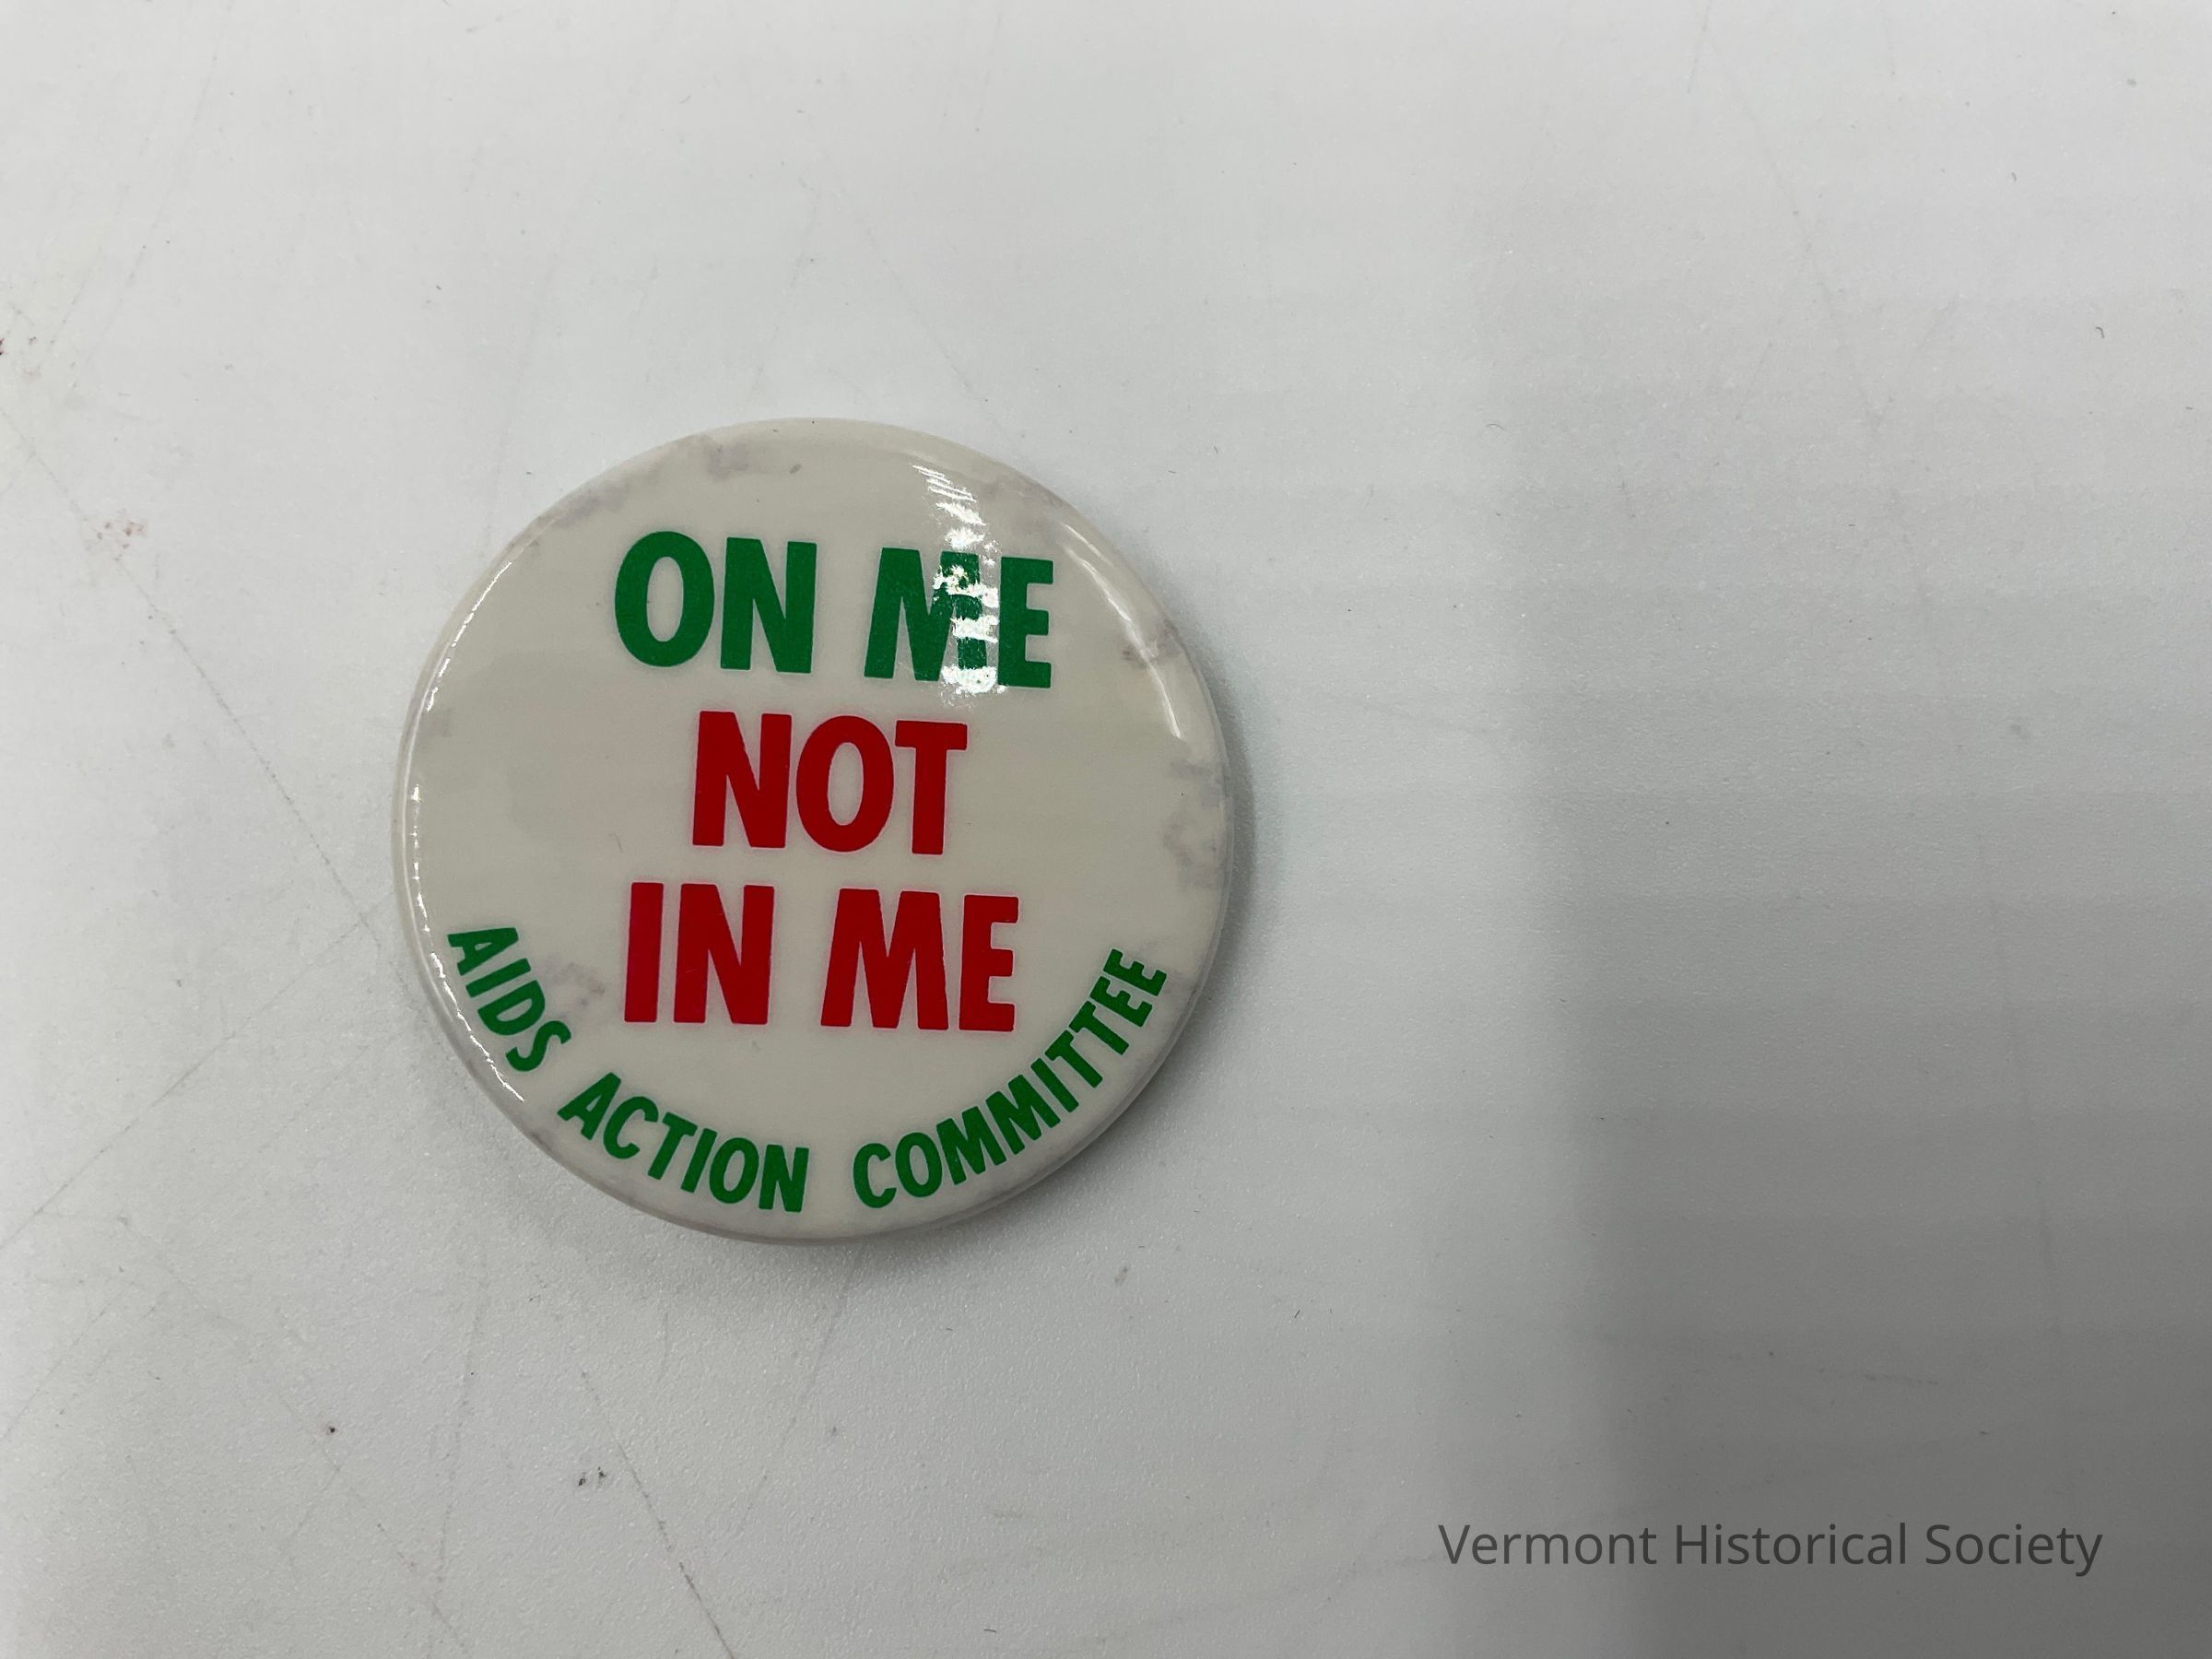 ON ME
NOT
IN ME
AIDS ACTION COMMITTEE
Vermont Historical Society